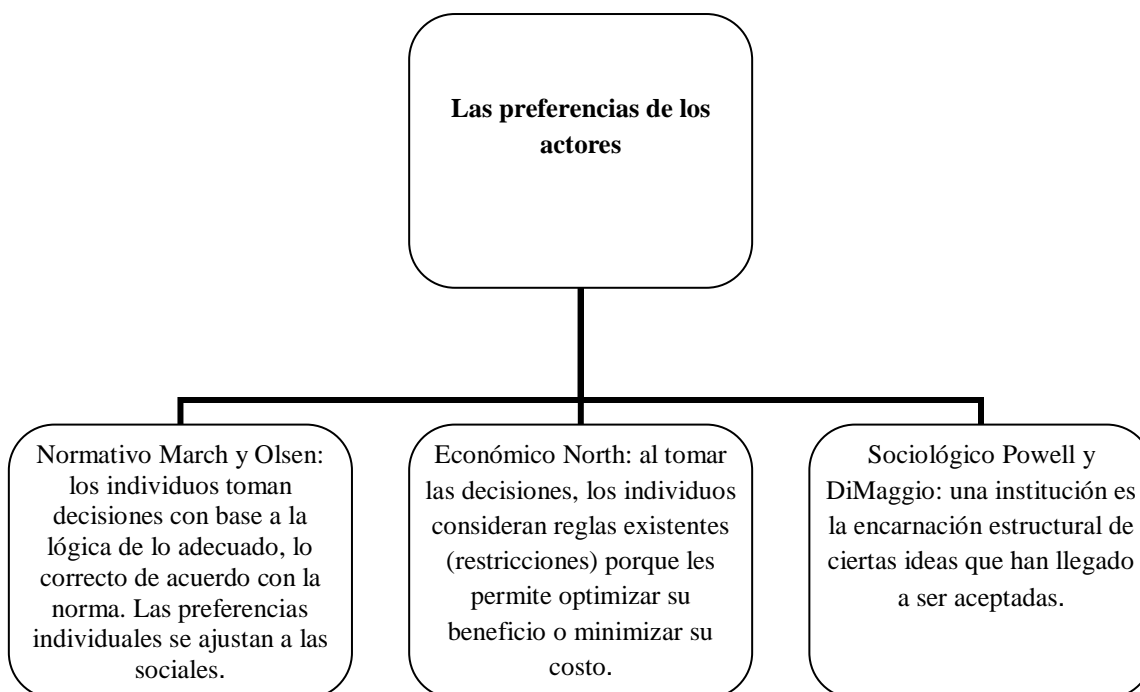 Las preferencias de los
actores
Normativo March y Olsen:
los individuos toman
decisiones con base a la
lógica de lo adecuado, lo
correcto de acuerdo con la
norma. Las preferencias
individuales se ajustan a las
sociales.
Económico North: al tomar
las decisiones, los individuos
consideran reglas existentes
(restricciones) porque les
permite optimizar su
beneficio o minimizar su
costo.
Sociológico Powell y
DiMaggio: una institución es
la encarnación estructural de
ciertas ideas que han llegado
a ser aceptadas.